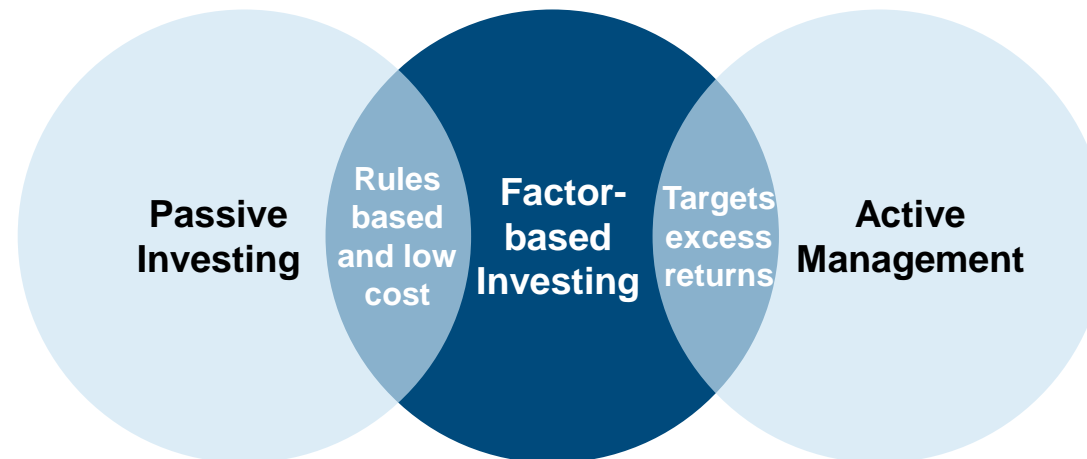 Passive
Investing
Rules
based
and low
cost
Factor-
based
Investing
Targets
excess
returns
Active
Management